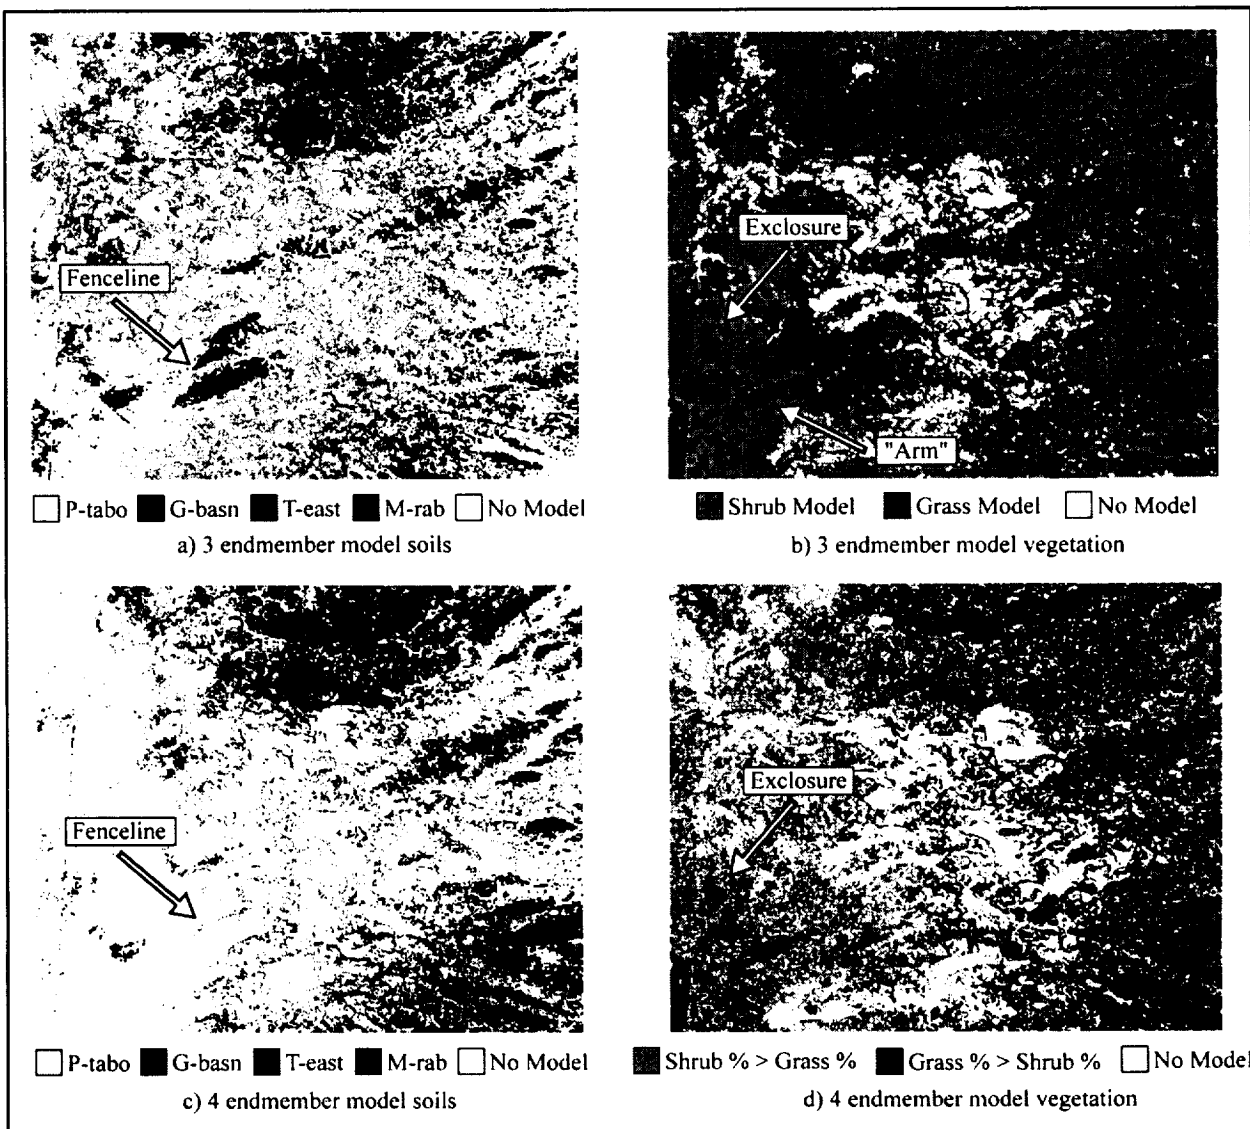 Fenceline
Exclosure
"Arm"
P-tabo G-basn T-east M-rab No Model
a) 3 endmember model soils
Shrub Model Grass Model No Model
b) 3 endmember model vegetation
Fenceline
Exclosure
P-tabo G-basn T-east M-rab No Model
c) 4 endmember model soils
Shrub % > Grass % Grass % > Shrub % No Model
d) 4 endmember model vegetation